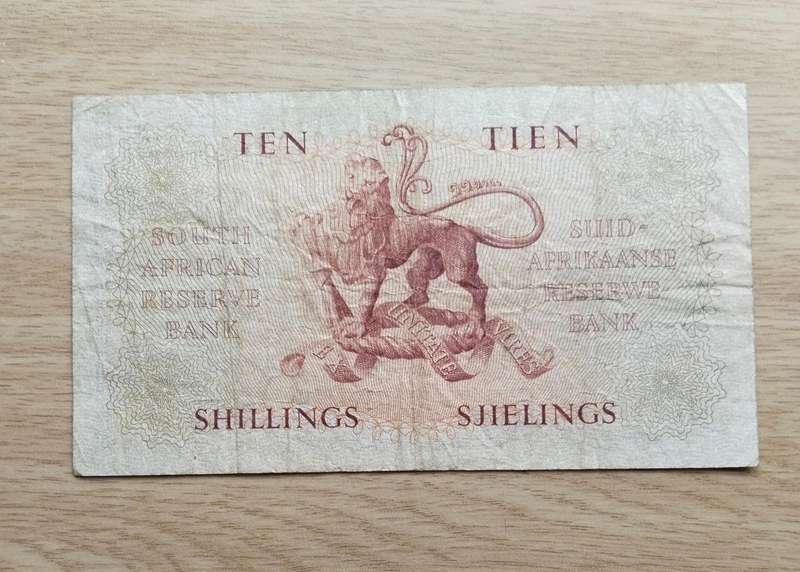 TEN TIEN
SOUTH
AFRICAN
RESERVE
BANK
SUID-
AFRIKAANSE
RESERWE
BANK
EX UNITATE VIRES
SHILLINGS SJIELINGS